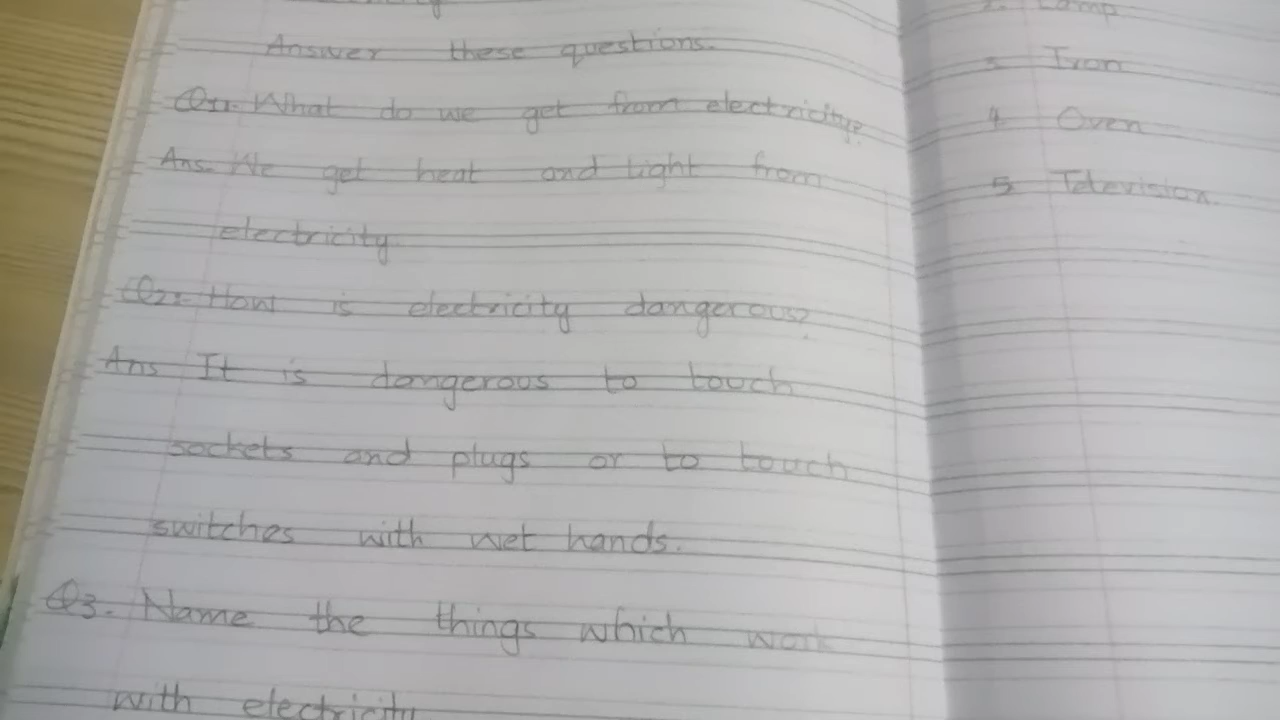 Answer these questions.
Q1. What do we get from electricity?
Ans. We get heat and light from
electricity.
Q2. How is electricity dangerous?
Ans It is dangerous to touch
sockets and plugs or to touch
switches with wet hands.
Q3. Name the things which work
with electricity
2. Lamp
3 Iron
4 Oven
5 Television.